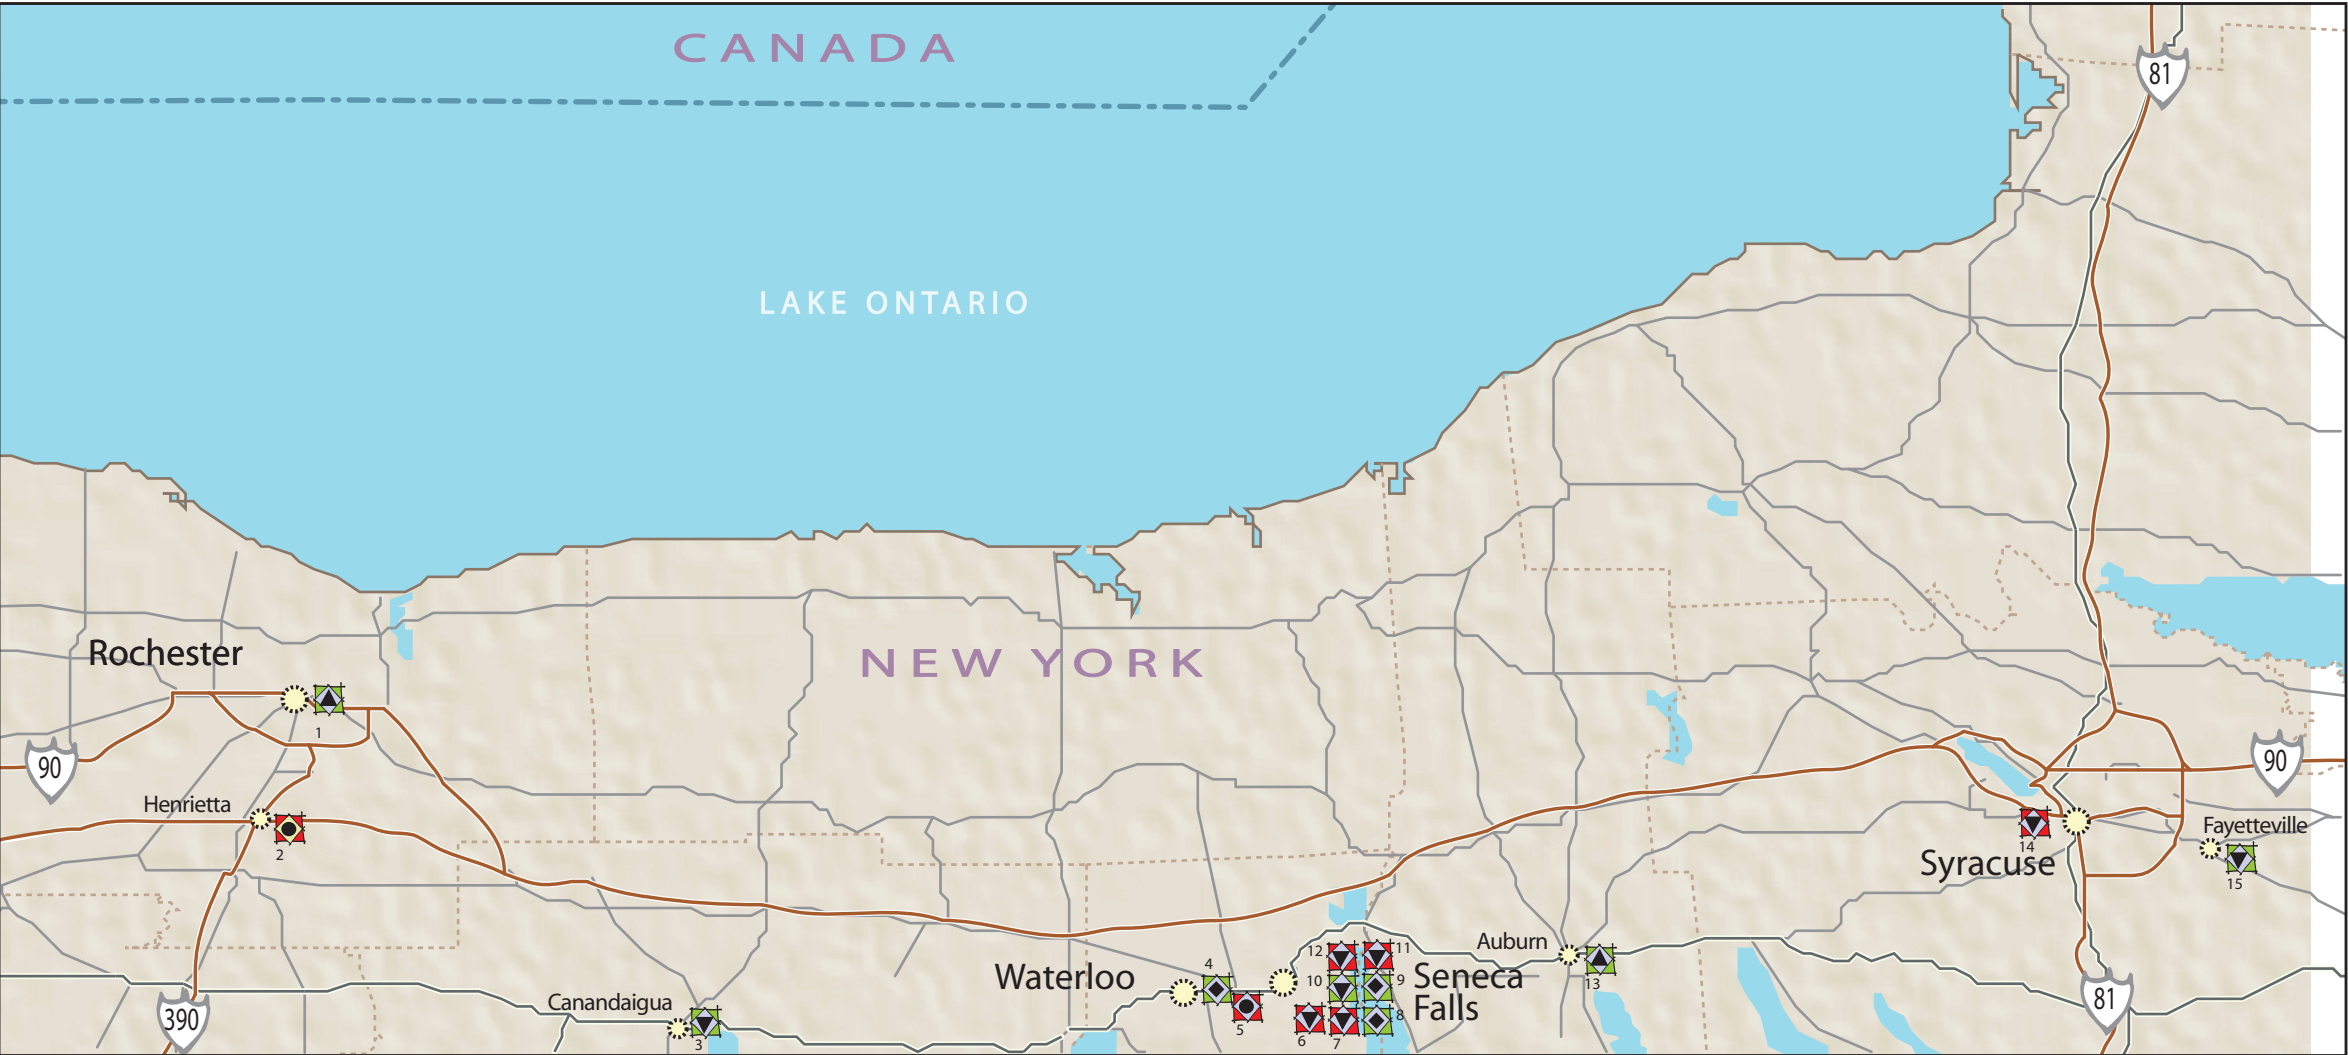 CANADA
81
LAKE ONTARIO
Rochester
NEW YORK
1
90
90
Henrietta
2
Fayetteville
14
Syracuse
15
Auburn
12
11
4
Waterloo
10
9
Seneca
Falls
13
Canandaigua
390
81
8
5
6
7
3